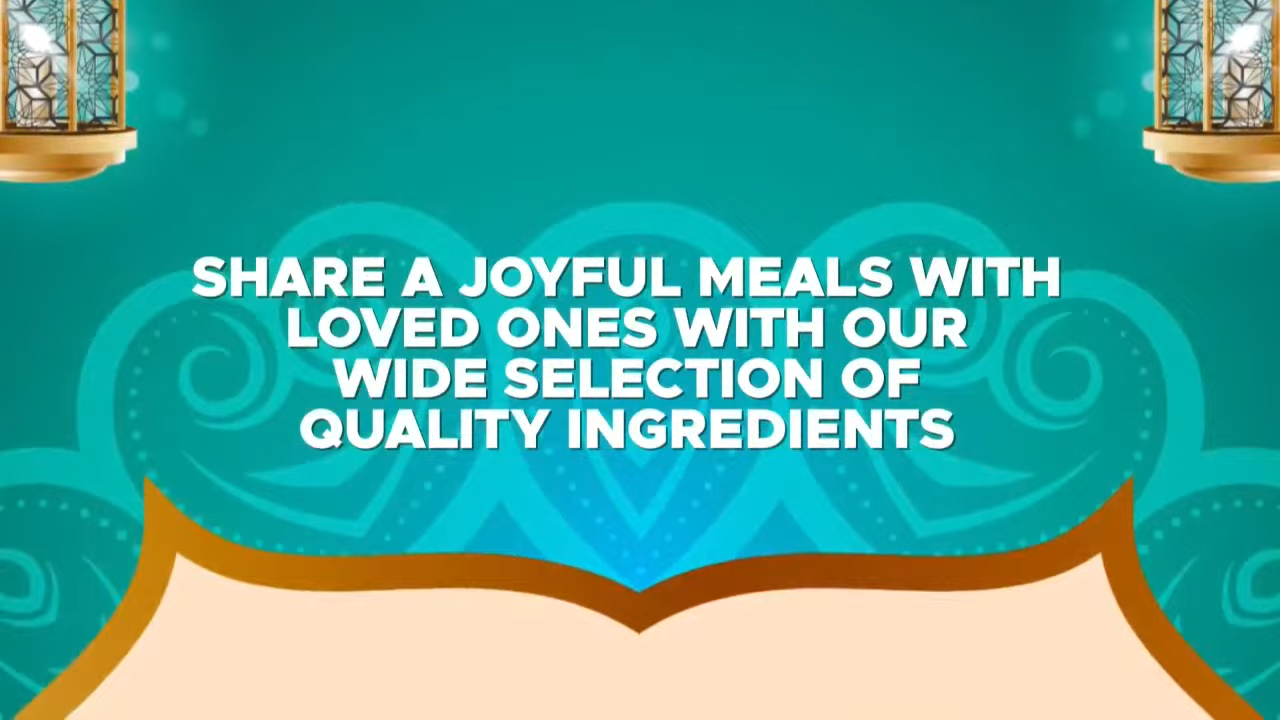 SHARE A JOYFUL MEALS WITH
LOVED ONES WITH OUR
WIDE SELECTION OF
QUALITY INGREDIENTS